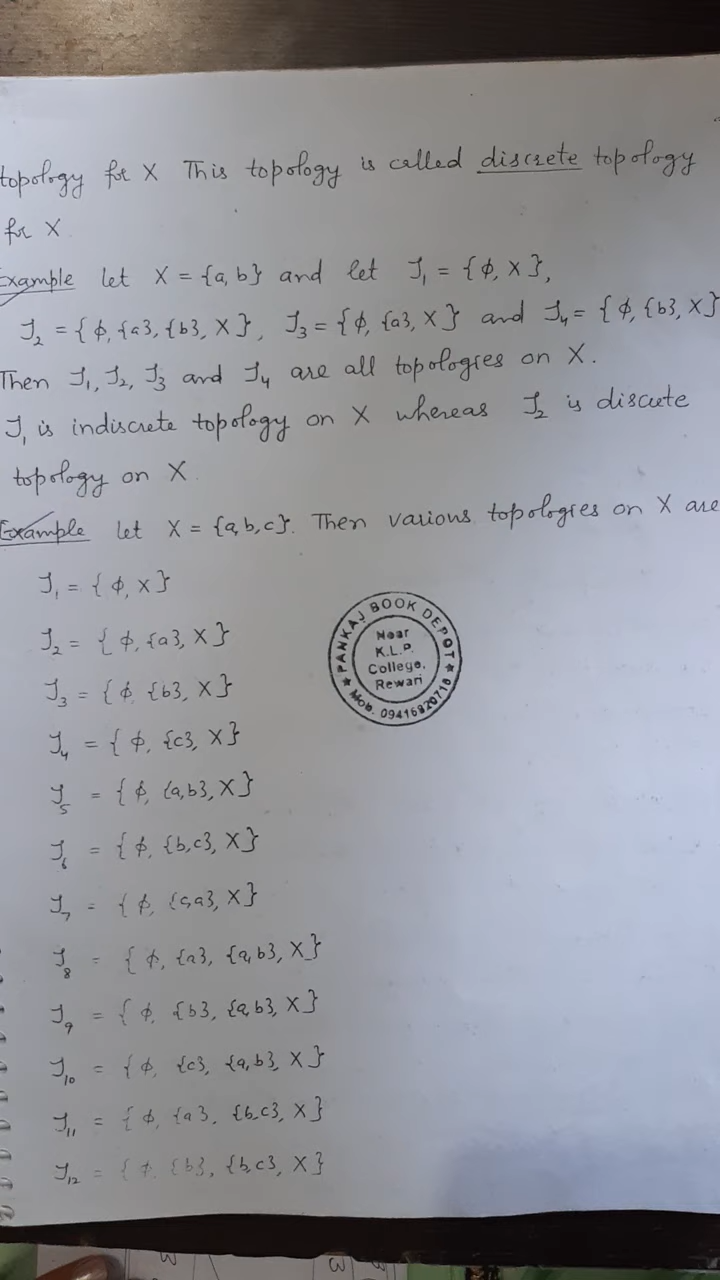 topology for X This topology is called discrete topology
for X.
Example let X = {a, b} and let J₁ = {ϕ, X},
J₂ = {ϕ, {a}, {b}, X}, J₃ = {ϕ, {a}, X} and J₄ = {ϕ, {b}, X}
Then J₁, J₂, J₃ and J₄ are all topologies on X.
J₁ is indiscrete topology on X whereas J₂ is discrete
topology on X.
Example let X = {a, b, c}. Then various topologies on X are
J₁ = {ϕ, X}
J₂ = {ϕ, {a}, X}
J₃ = {ϕ, {b}, X}
J₄ = {ϕ, {c}, X}
J₅ = {ϕ, {a, b}, X}
J₆ = {ϕ, {b, c}, X}
J₇ = {ϕ, {c, a}, X}
J₈ = {ϕ, {a}, {a, b}, X}
J₉ = {ϕ, {b}, {a, b}, X}
J₁₀ = {ϕ, {c}, {a, b}, X}
J₁₁ = {ϕ, {a}, {b, c}, X}
J₁₂ = {ϕ, {b}, {b, c}, X}
PANKAJ BOOK DEPOT
Near
K.L.P.
College,
Rewari
Mob. 09416920716